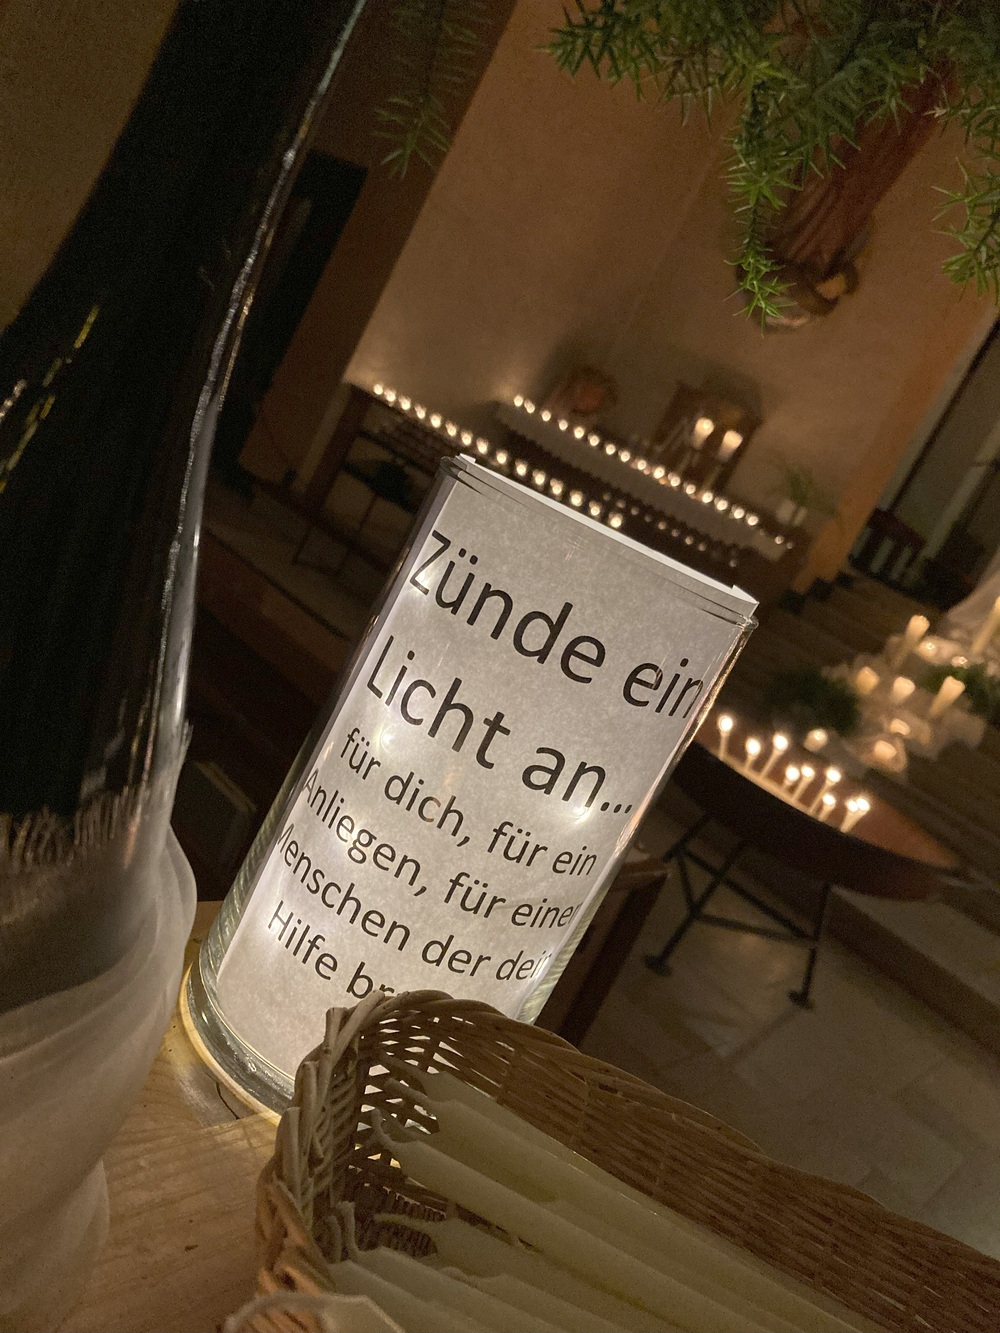 Zünde ein
Licht an...
für dich, für ein
Anliegen, für einen
Menschen der dein
Hilfe